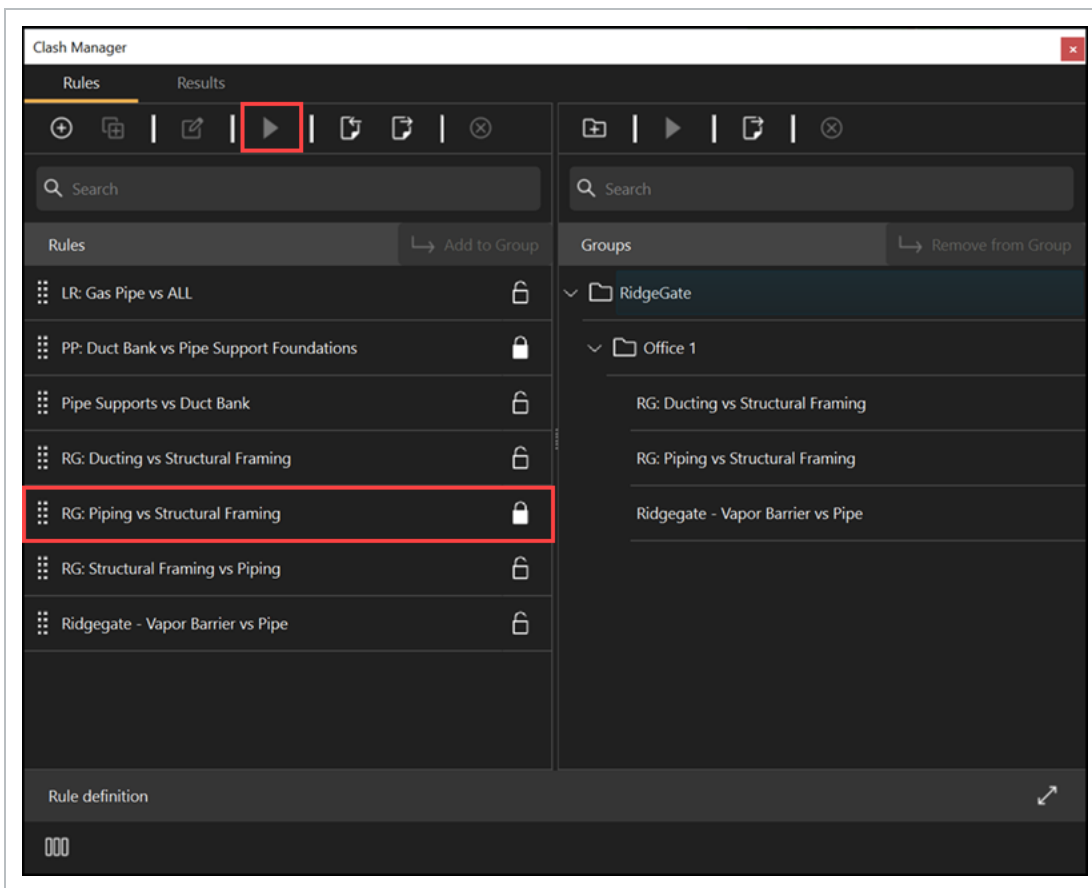 Clash Manager
Rules Results
Search
Search
Rules Add to Group
Groups Remove from Group
LR: Gas Pipe vs ALL
PP: Duct Bank vs Pipe Support Foundations
Pipe Supports vs Duct Bank
RG: Ducting vs Structural Framing
RG: Piping vs Structural Framing
RG: Structural Framing vs Piping
Ridgegate - Vapor Barrier vs Pipe
RidgeGate
Office 1
RG: Ducting vs Structural Framing
RG: Piping vs Structural Framing
Ridgegate - Vapor Barrier vs Pipe
Rule definition